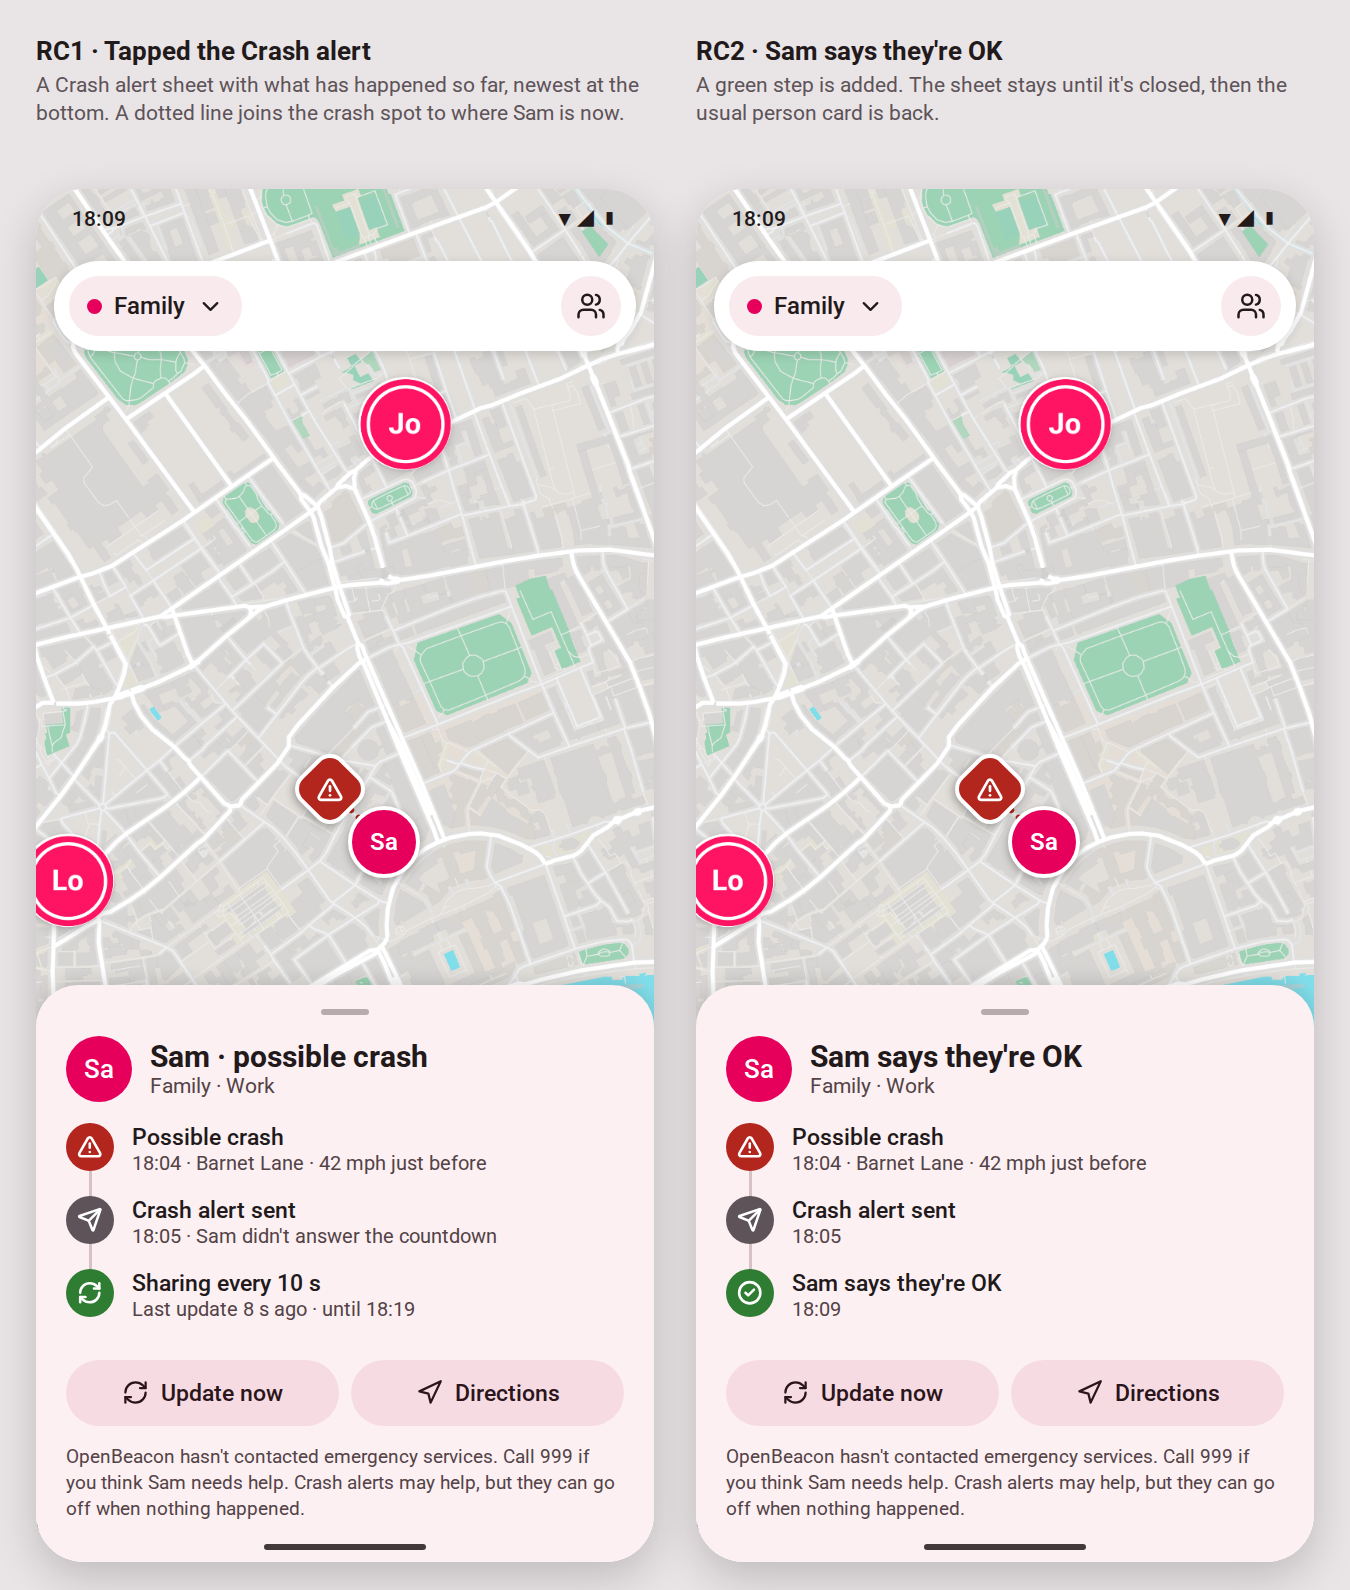 RC1 · Tapped the Crash alert
A Crash alert sheet with what has happened so far, newest at the
bottom. A dotted line joins the crash spot to where Sam is now.
18:09
Family
Jo
Sa
Lo
Sa
Sam · possible crash
Family · Work
Possible crash
18:04 · Barnet Lane · 42 mph just before
Crash alert sent
18:05 · Sam didn't answer the countdown
Sharing every 10 s
Last update 8 s ago · until 18:19
Update now
Directions
OpenBeacon hasn't contacted emergency services. Call 999 if
you think Sam needs help. Crash alerts may help, but they can go
off when nothing happened.
RC2 · Sam says they're OK
A green step is added. The sheet stays until it's closed, then the
usual person card is back.
18:09
Family
Jo
Sa
Lo
Sa
Sam says they're OK
Family · Work
Possible crash
18:04 · Barnet Lane · 42 mph just before
Crash alert sent
18:05
Sam says they're OK
18:09
Update now
Directions
OpenBeacon hasn't contacted emergency services. Call 999 if
you think Sam needs help. Crash alerts may help, but they can go
off when nothing happened.